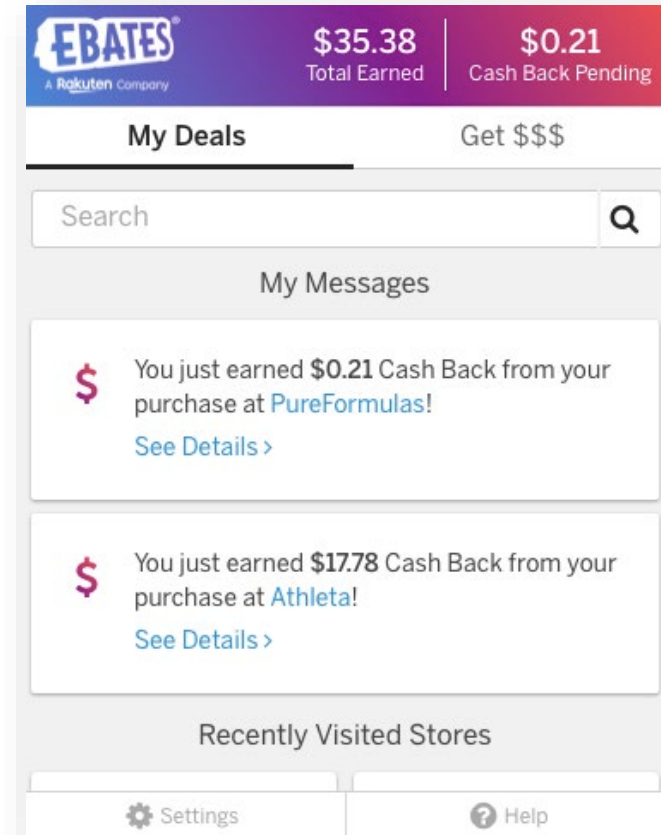 EBATES®
A Rakuten Company
$35.38
Total Earned
$0.21
Cash Back Pending
My Deals
Get $$$
Search
My Messages
$
You just earned $0.21 Cash Back from your
purchase at PureFormulas!
See Details >
$
You just earned $17.78 Cash Back from your
purchase at Athleta!
See Details >
Recently Visited Stores
Settings
Help